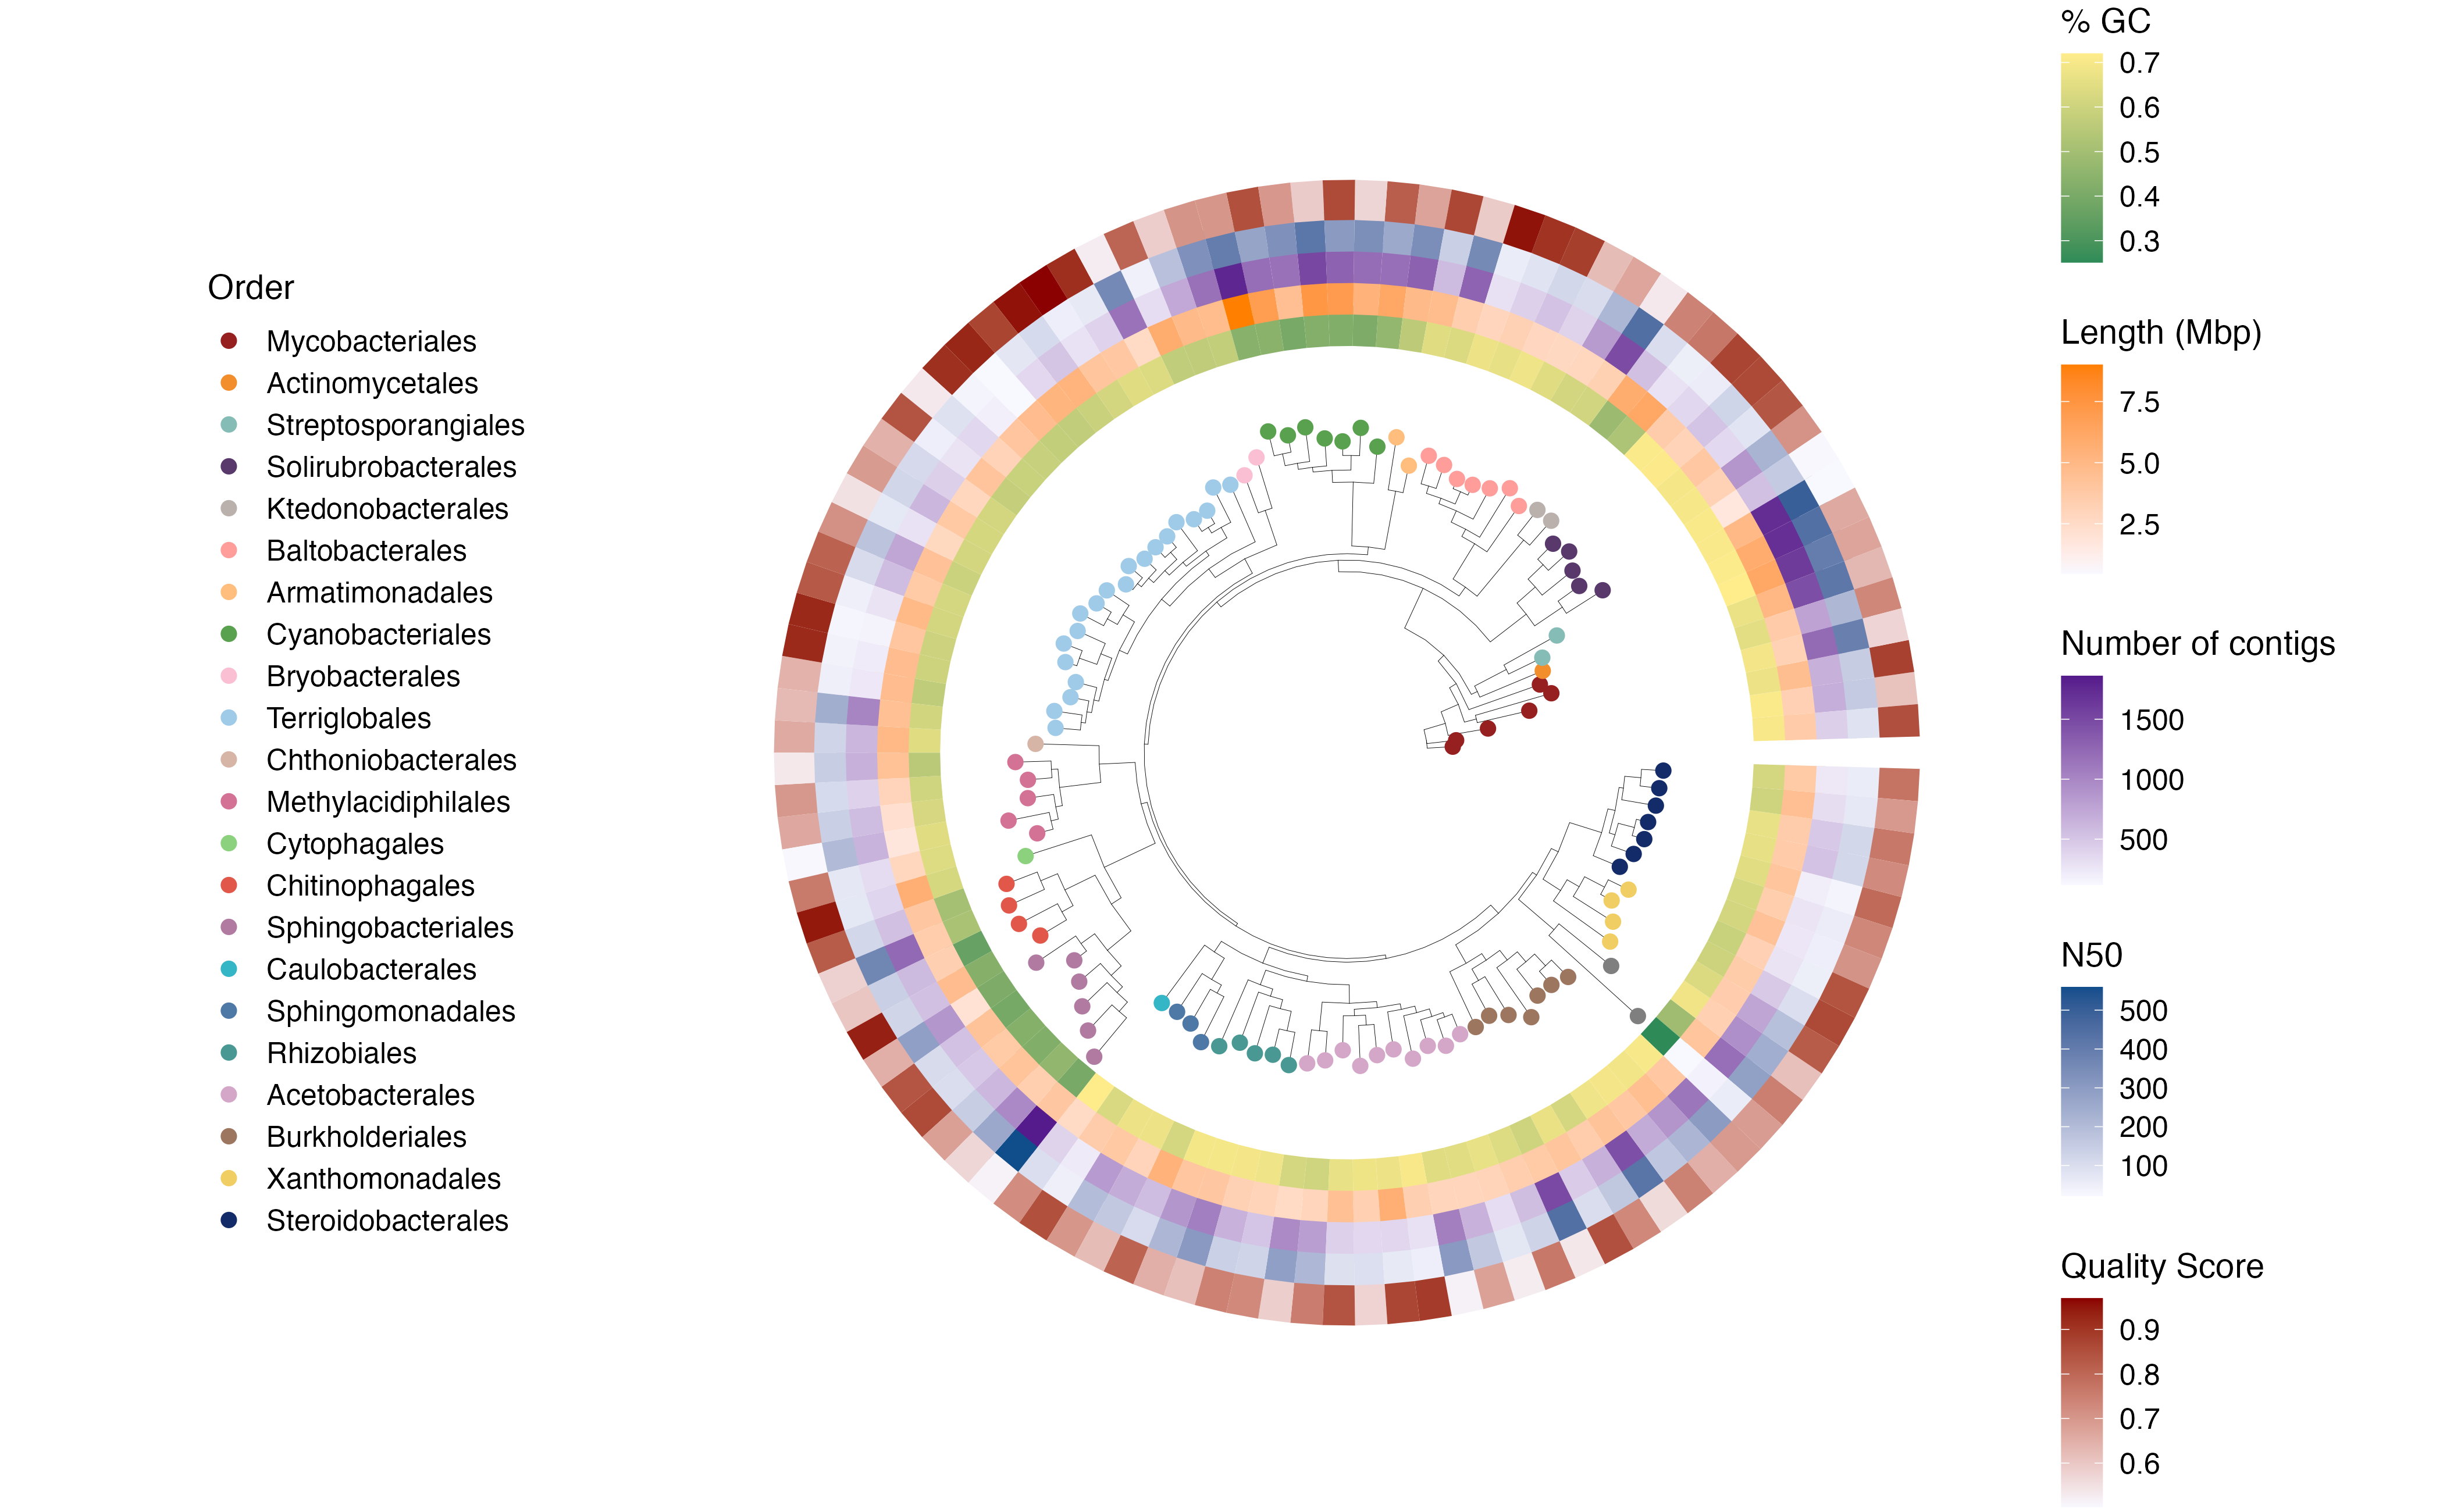 Order
Mycobacteriales
Actinomycetales
Streptosporangiales
Solirubrobacterales
Ktedonobacterales
Baltobacterales
Armatimonadales
Cyanobacteriales
Bryobacterales
Terriglobales
Chthoniobacterales
Methylacidiphilales
Cytophagales
Chitinophagales
Sphingobacteriales
Caulobacterales
Sphingomonadales
Rhizobiales
Acetobacterales
Burkholderiales
Xanthomonadales
Steroidobacterales
% GC
0.7
0.6
0.5
0.4
0.3
Length (Mbp)
7.5
5.0
2.5
Number of contigs
1500
1000
500
N50
500
400
300
200
100
Quality Score
0.9
0.8
0.7
0.6